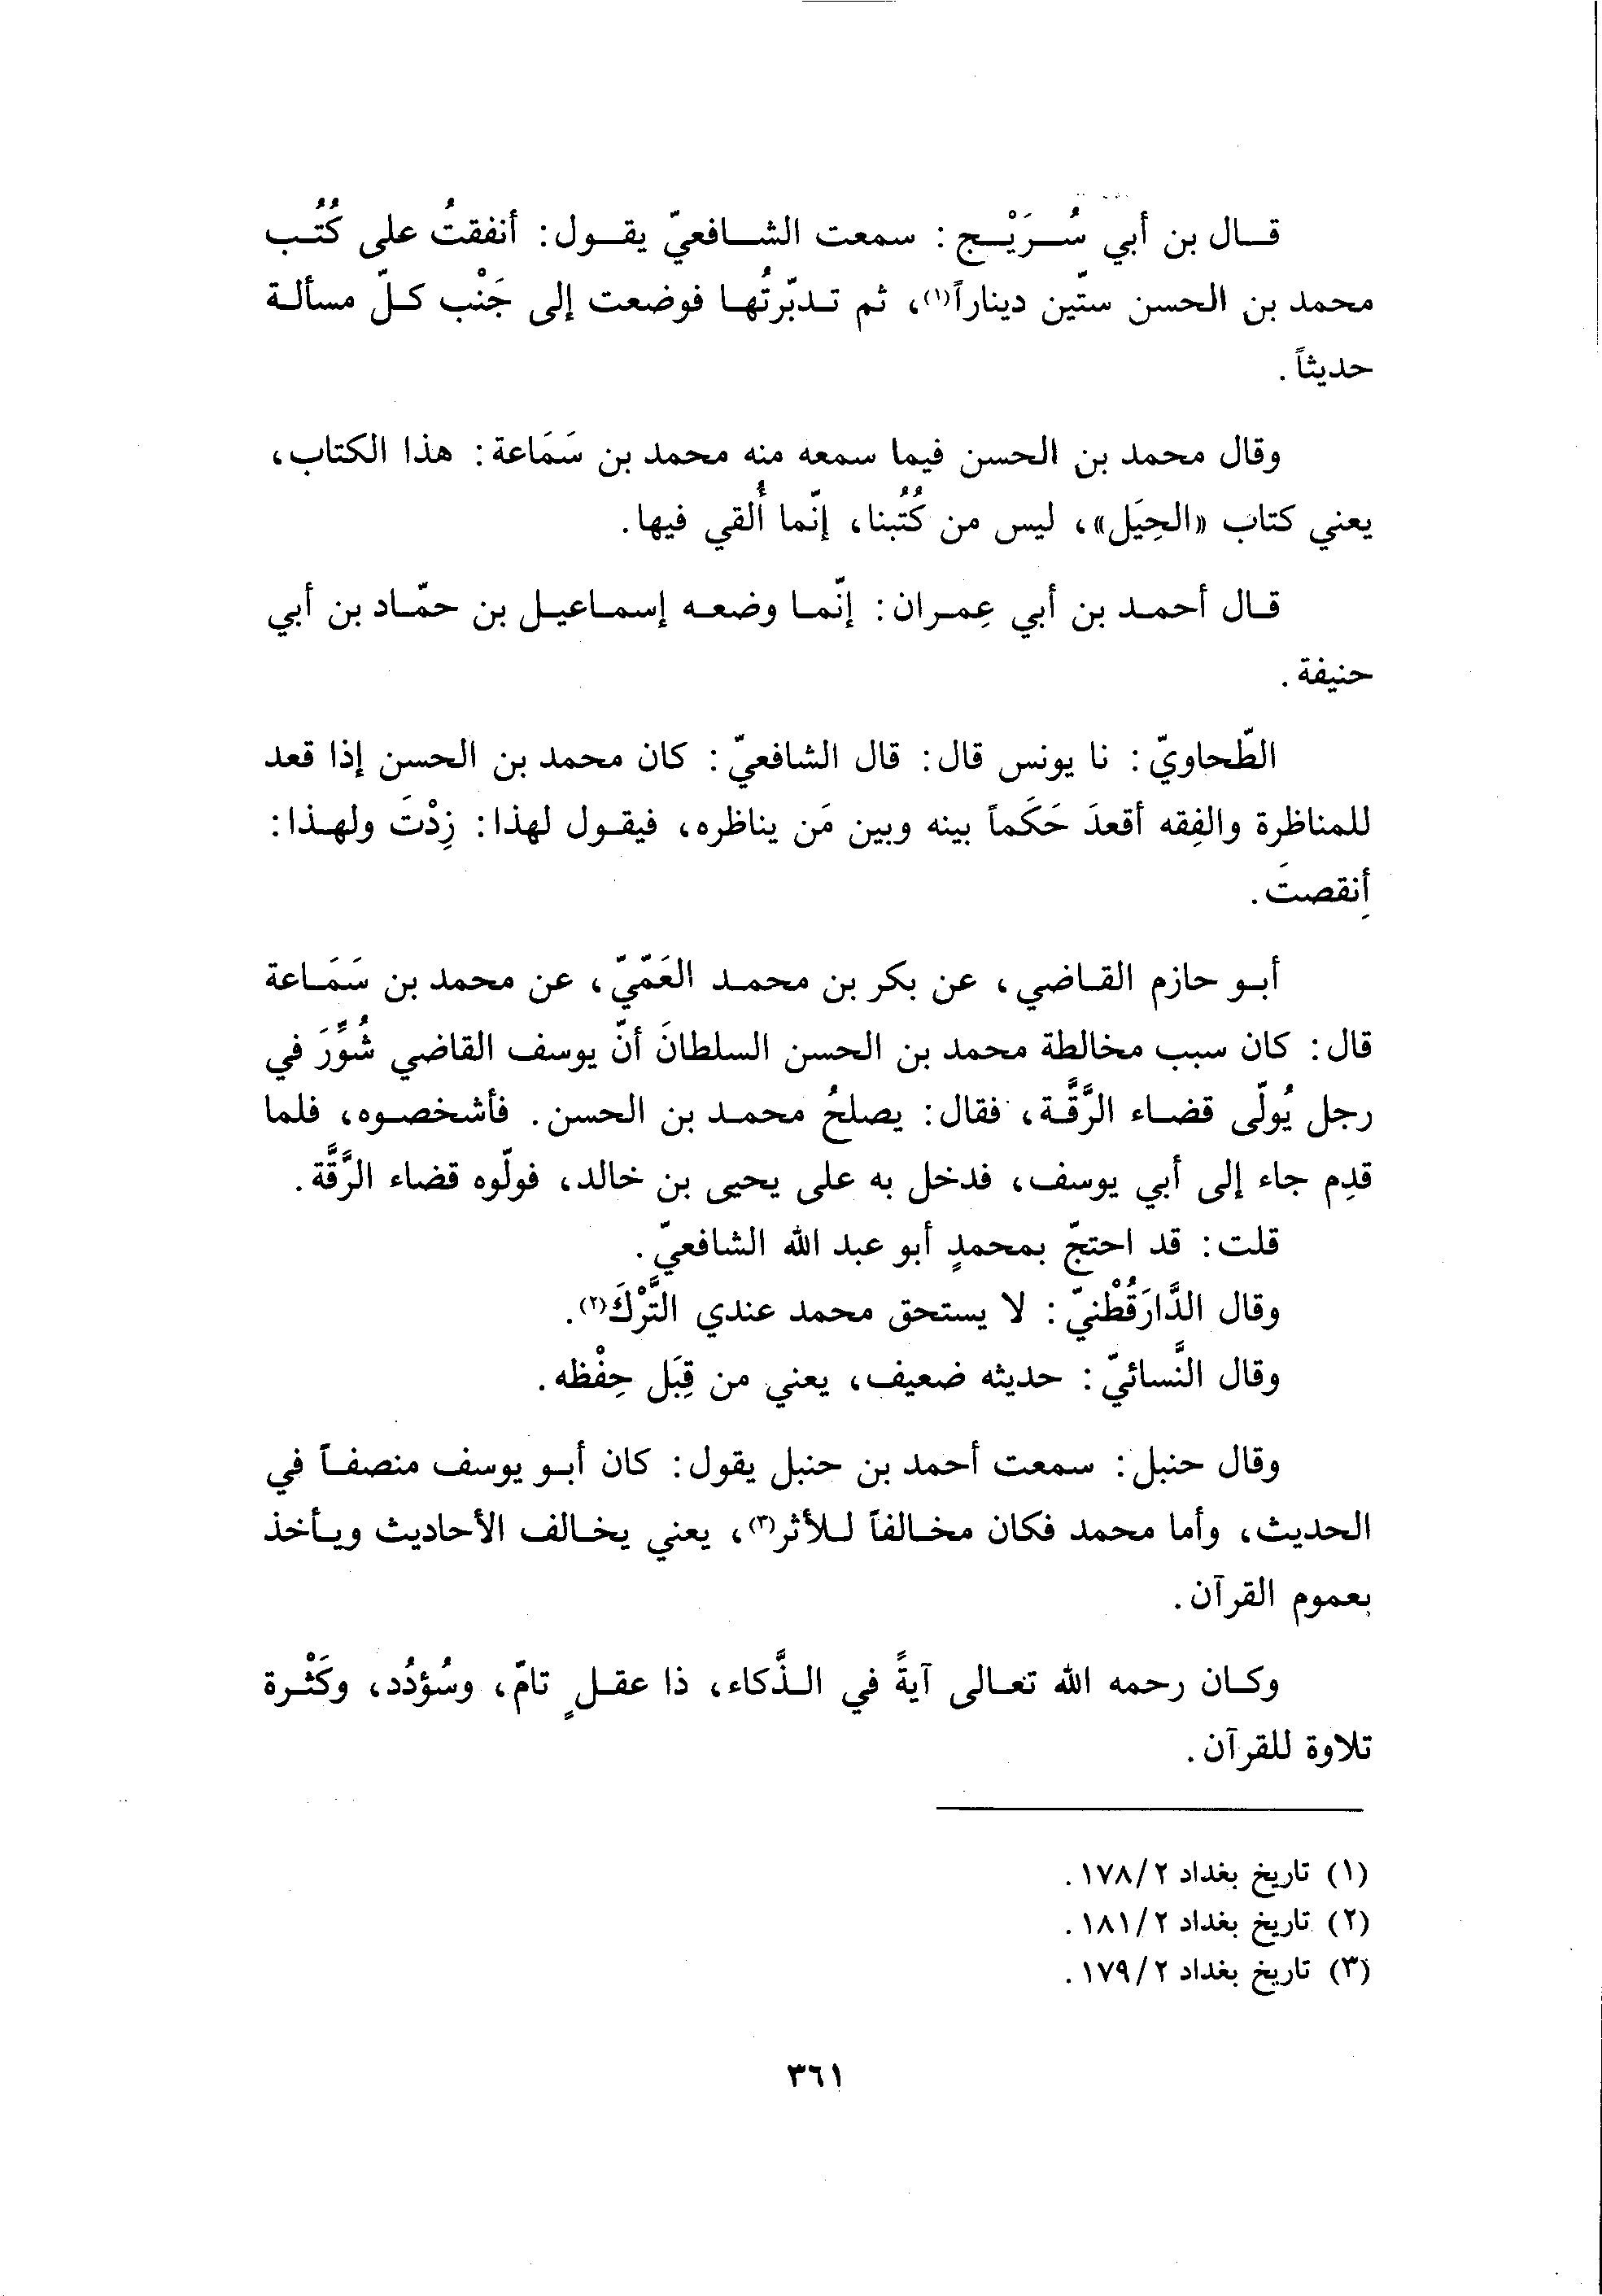 قال بن أبي سُرَيْج: سمعت الشافعيّ يقول: أنفقتُ على كُتُب
محمد بن الحسن ستّين ديناراً(١)، ثم تدبّرتُها فوضعت إلى جَنْب كلّ مسألة
حديثاً.
وقال محمد بن الحسن فيما سمعه منه محمد بن سَمَاعة: هذا الكتاب،
يعني كتاب «الحِيَل»، ليس من كُتُبنا، إنّما أُلقي فيها.
قال أحمد بن أبي عِمران: إنّما وضعه إسماعيل بن حمّاد بن أبي
حنيفة.
الطّحاويّ: نا يونس قال: قال الشافعيّ: كان محمد بن الحسن إذا قعد
للمناظرة والفِقه أقعدَ حَكَماً بينه وبين مَن يناظره، فيقول لهذا: زِدْتَ ولهذا:
أنقصتَ.
أبو حازم القاضي، عن بكر بن محمد العَمّيّ، عن محمد بن سَمَاعة
قال: كان سبب مخالطة محمد بن الحسن السلطانَ أنّ يوسف القاضي شُوِّرَ في
رجل يُولّى قضاء الرَّقَّة، فقال: يصلحُ محمد بن الحسن. فأشخصوه، فلما
قدِم جاء إلى أبي يوسف، فدخل به على يحيى بن خالد، فولّوه قضاء الرَّقَّة.
قلت: قد احتجّ بمحمدٍ أبو عبد الله الشافعيّ.
وقال الدَّارَقُطْنيّ: لا يستحق محمد عندي التَّرْكَ(٢).
وقال النَّسائيّ: حديثه ضعيف، يعني من قِبَل حِفْظه.
وقال حنبل: سمعت أحمد بن حنبل يقول: كان أبو يوسف منصفاً في
الحديث، وأما محمد فكان مخالفاً للأثر(٣)، يعني يخالف الأحاديث ويأخذ
بعموم القرآن.
وكان رحمه الله تعالى آيةً في الذَّكاء، ذا عقلٍ تامّ، وسُؤدُد، وكَثْرة
تلاوة للقرآن.
(١) تاريخ بغداد ٢/ ١٧٨.
(٢) تاريخ بغداد ٢/ ١٨١.
(٣) تاريخ بغداد ٢/ ١٧٩.
٣٦١